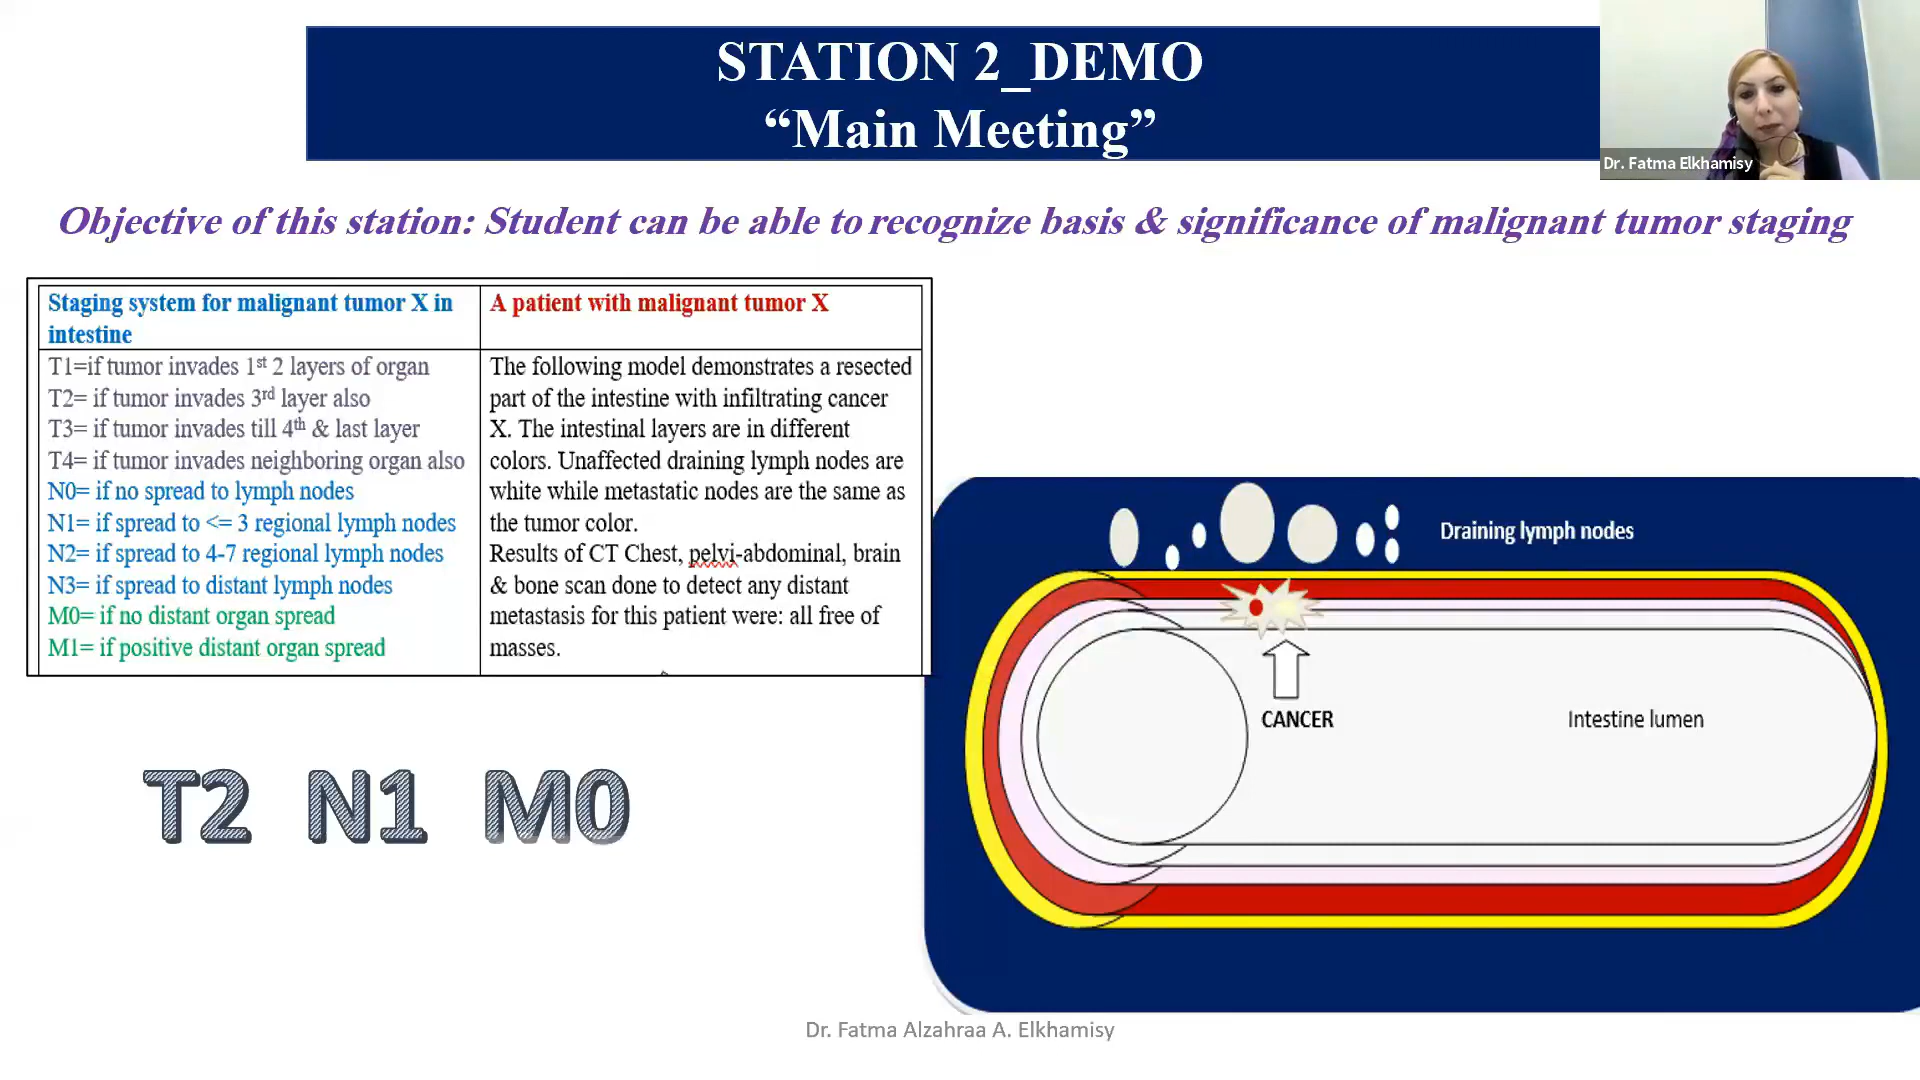 STATION 2_DEMO
“Main Meeting”
Dr. Fatma Elkhamisy
Objective of this station: Student can be able to recognize basis & significance of malignant tumor staging
Staging system for malignant tumor X in
intestine
T1=if tumor invades 1st 2 layers of organ
T2= if tumor invades 3rd layer also
T3= if tumor invades till 4th & last layer
T4= if tumor invades neighboring organ also
N0= if no spread to lymph nodes
N1= if spread to <= 3 regional lymph nodes
N2= if spread to 4-7 regional lymph nodes
N3= if spread to distant lymph nodes
M0= if no distant organ spread
M1= if positive distant organ spread
A patient with malignant tumor X
The following model demonstrates a resected
part of the intestine with infiltrating cancer
X. The intestinal layers are in different
colors. Unaffected draining lymph nodes are
white while metastatic nodes are the same as
the tumor color.
Results of CT Chest, pelvi-abdominal, brain
& bone scan done to detect any distant
metastasis for this patient were: all free of
masses.
Draining lymph nodes
CANCER
Intestine lumen
T2 N1 M0
Dr. Fatma Alzahraa A. Elkhamisy